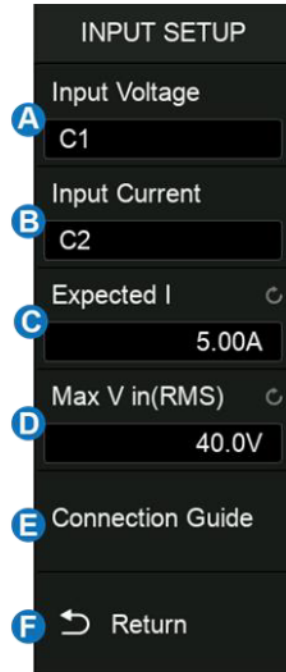 INPUT SETUP
Input Voltage
A
C1
Input Current
B
C2
Expected I
C
5.00A
Max V in(RMS)
D
40.0V
E Connection Guide
F Return